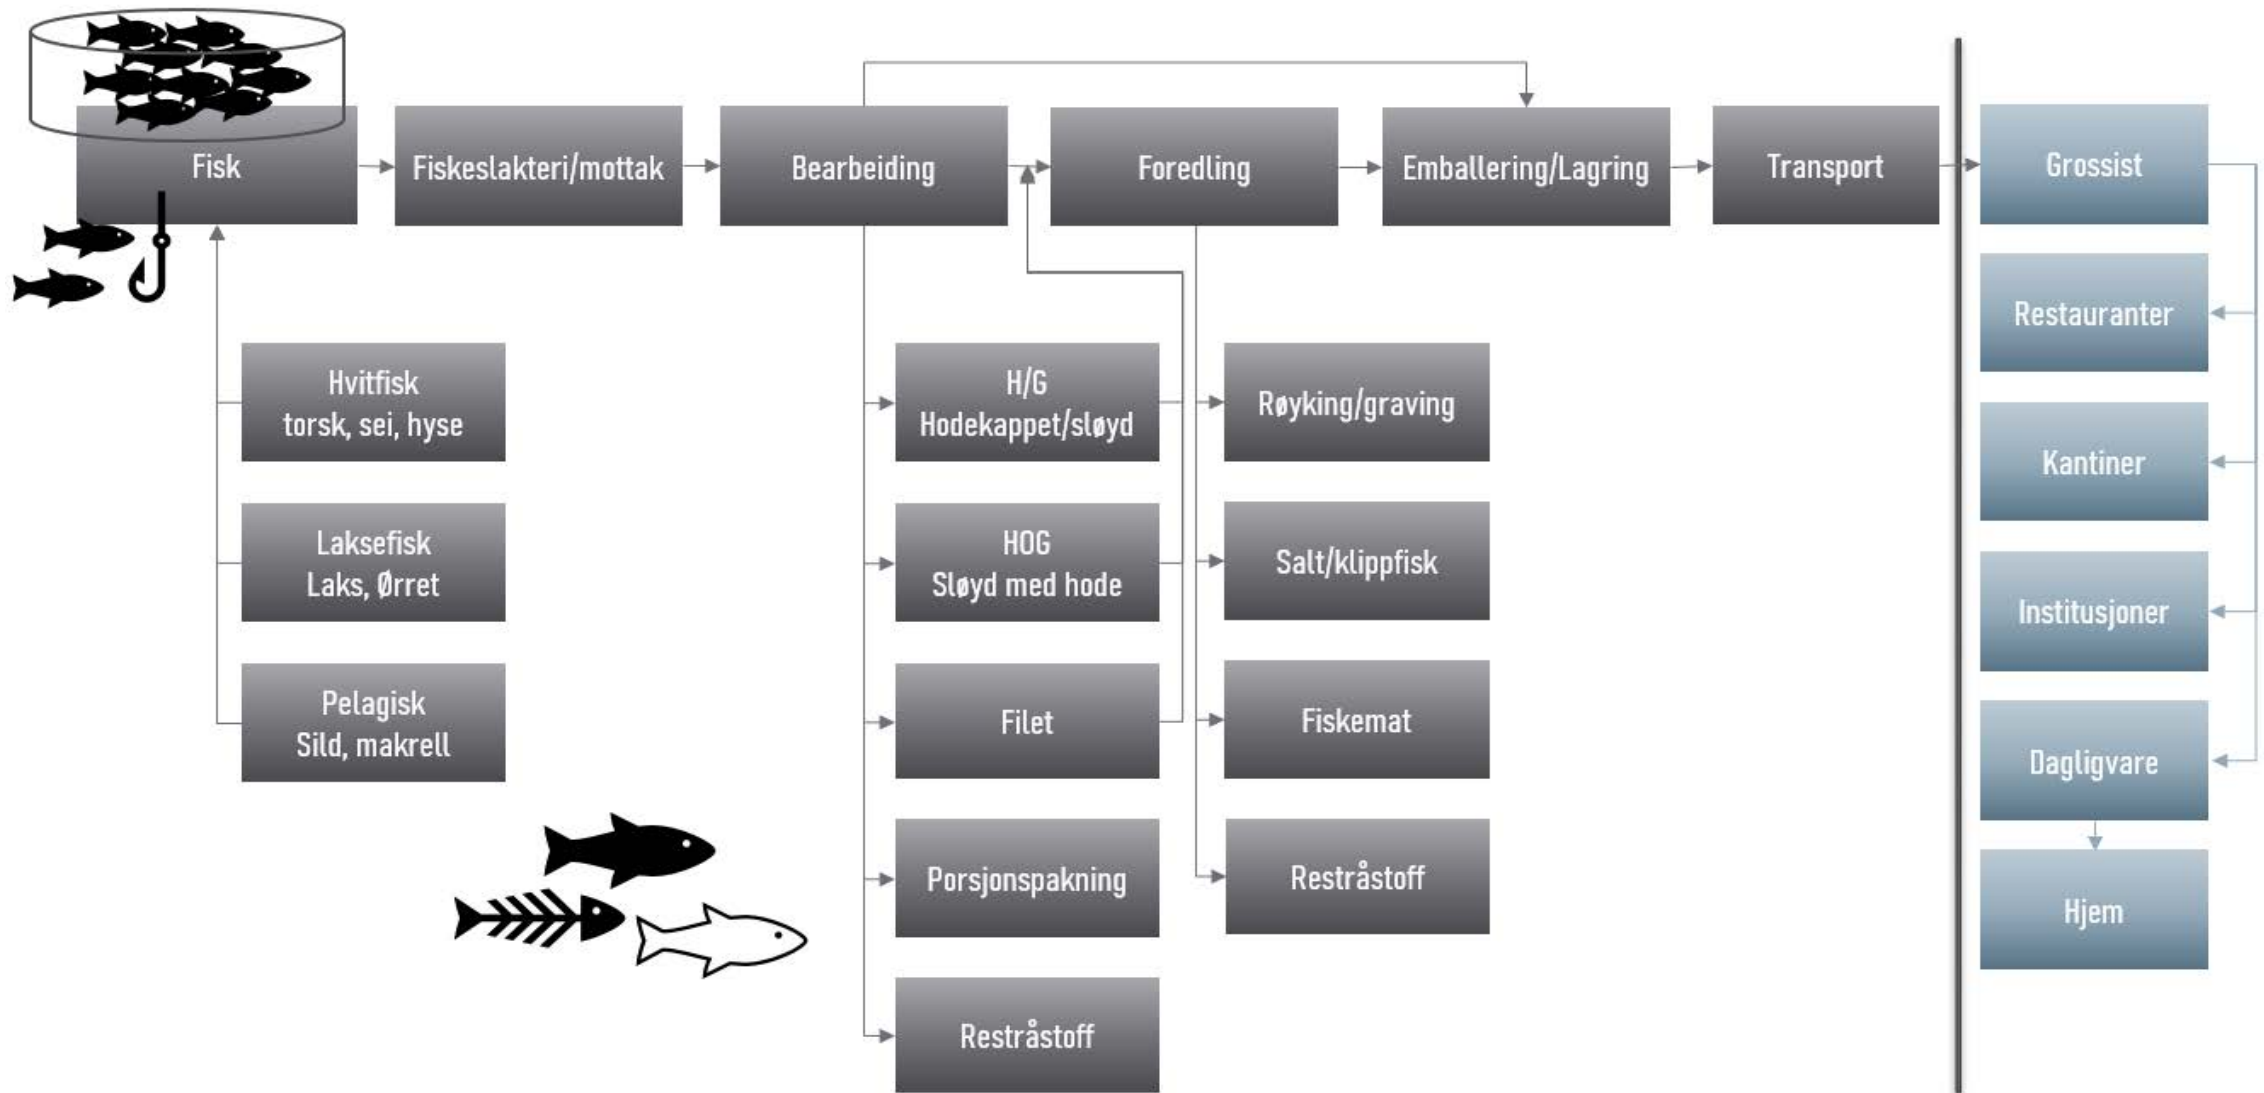 Fisk
Fiskeslakteri/mottak
Bearbeiding
Foredling
Emballering/Lagring
Transport
Grossist
Hvitfisk
torsk, sei, hyse
Laksefisk
Laks, Ørret
Pelagisk
Sild, makrell
H/G
Hodekappet/sløyd
HOG
Sløyd med hode
Filet
Porsjonspakning
Restråstoff
Røyking/graving
Salt/klippfisk
Fiskemat
Restråstoff
Restauranter
Kantiner
Institusjoner
Dagligvare
Hjem